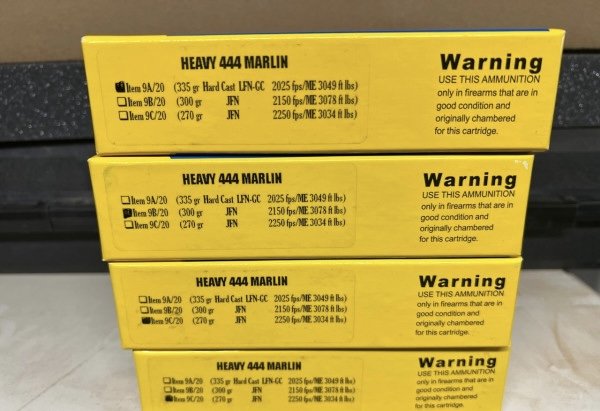 HEAVY 444 MARLIN
Item 9A/20 (335 gr Hard Cast LFN-GC 2025 fps/ME 3049 ft lbs)
Item 9B/20 (300 gr JFN 2150 fps/ME 3078 ft lbs)
Item 9C/20 (270 gr JFN 2250 fps/ME 3034 ft lbs)
Warning
USE THIS AMMUNITION
only in firearms that are in
good condition and
originally chambered
for this cartridge.
HEAVY 444 MARLIN
Item 9A/20 (335 gr Hard Cast LFN-GC 2025 fps/ME 3049 ft lbs)
Item 9B/20 (300 gr JFN 2150 fps/ME 3078 ft lbs)
Item 9C/20 (270 gr JFN 2250 fps/ME 3034 ft lbs)
Warning
USE THIS AMMUNITION
only in firearms that are in
good condition and
originally chambered
for this cartridge.
HEAVY 444 MARLIN
Item 9A/20 (335 gr Hard Cast LFN-GC 2025 fps/ME 3049 ft lbs)
Item 9B/20 (300 gr JFN 2150 fps/ME 3078 ft lbs)
Item 9C/20 (270 gr JFN 2250 fps/ME 3034 ft lbs)
Warning
USE THIS AMMUNITION
only in firearms that are in
good condition and
originally chambered
for this cartridge.
HEAVY 444 MARLIN
Item 9A/20 (335 gr Hard Cast LFN-GC 2025 fps/ME 3049 ft lbs)
Item 9B/20 (300 gr JFN 2150 fps/ME 3078 ft lbs)
Item 9C/20 (270 gr JFN 2250 fps/ME 3034 ft lbs)
Warning
USE THIS AMMUNITION
only in firearms that are in
good condition and
originally chambered
for this cartridge.